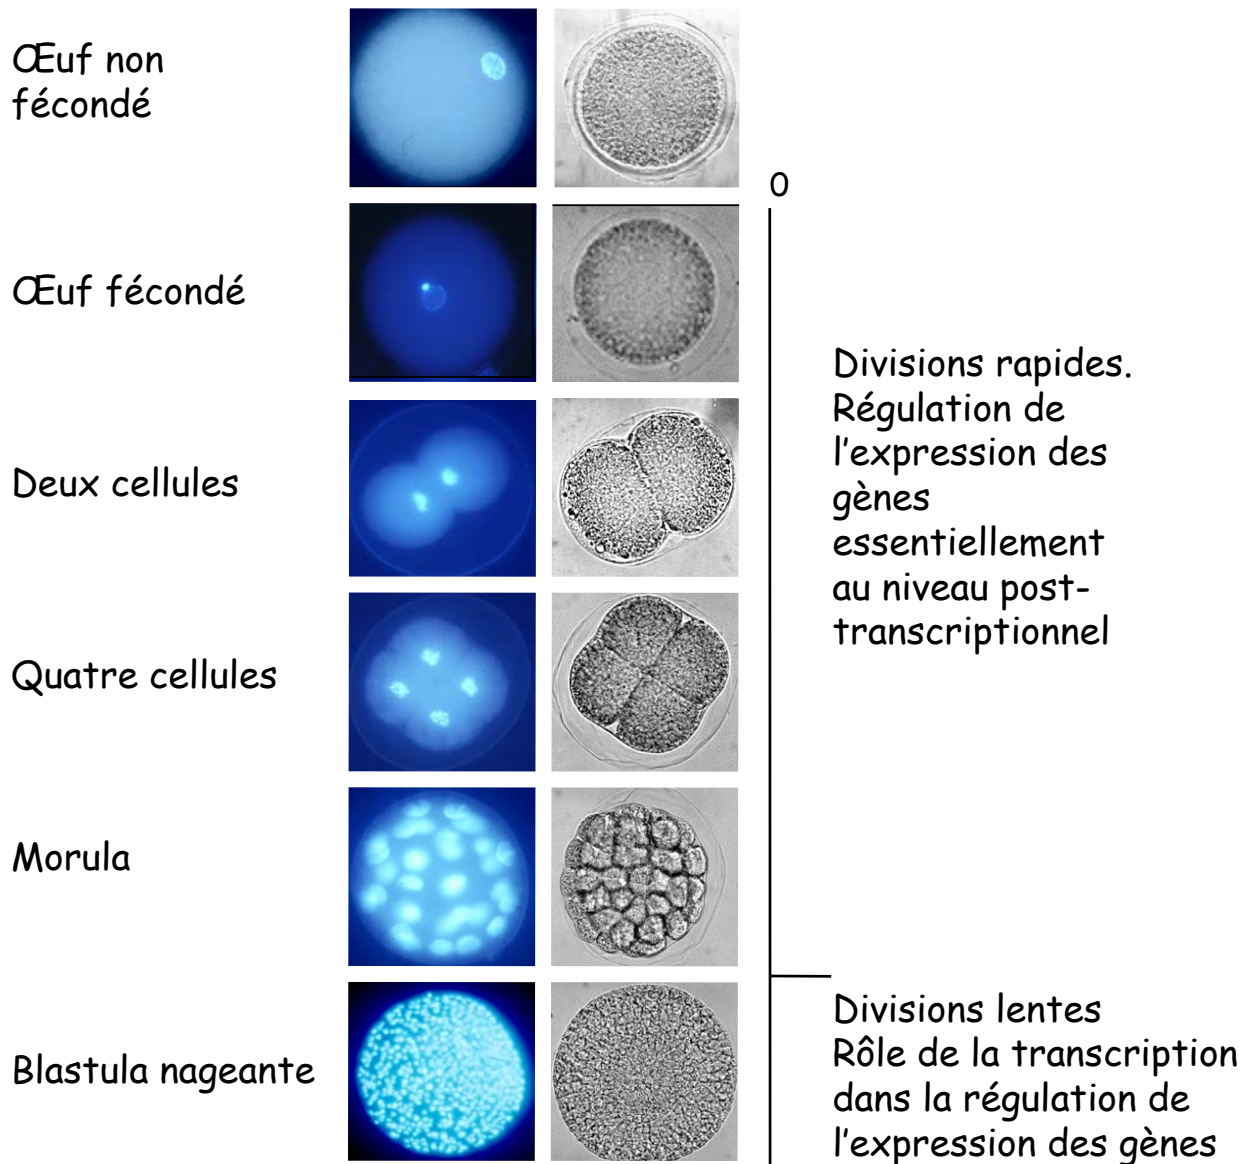 Œuf non
fécondé
0
Œuf fécondé
Divisions rapides.
Régulation de
l'expression des
gènes
essentiellement
au niveau post-
transcriptionnel
Deux cellules
Quatre cellules
Morula
Blastula nageante
Divisions lentes
Rôle de la transcription
dans la régulation de
l'expression des gènes